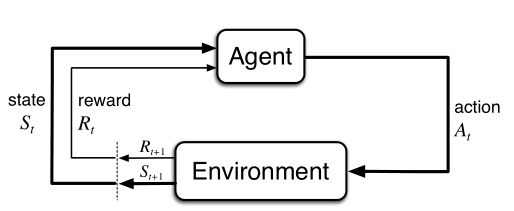 Agent
state
S_t
reward
R_t
action
A_t
R_{t+1}
S_{t+1}
Environment